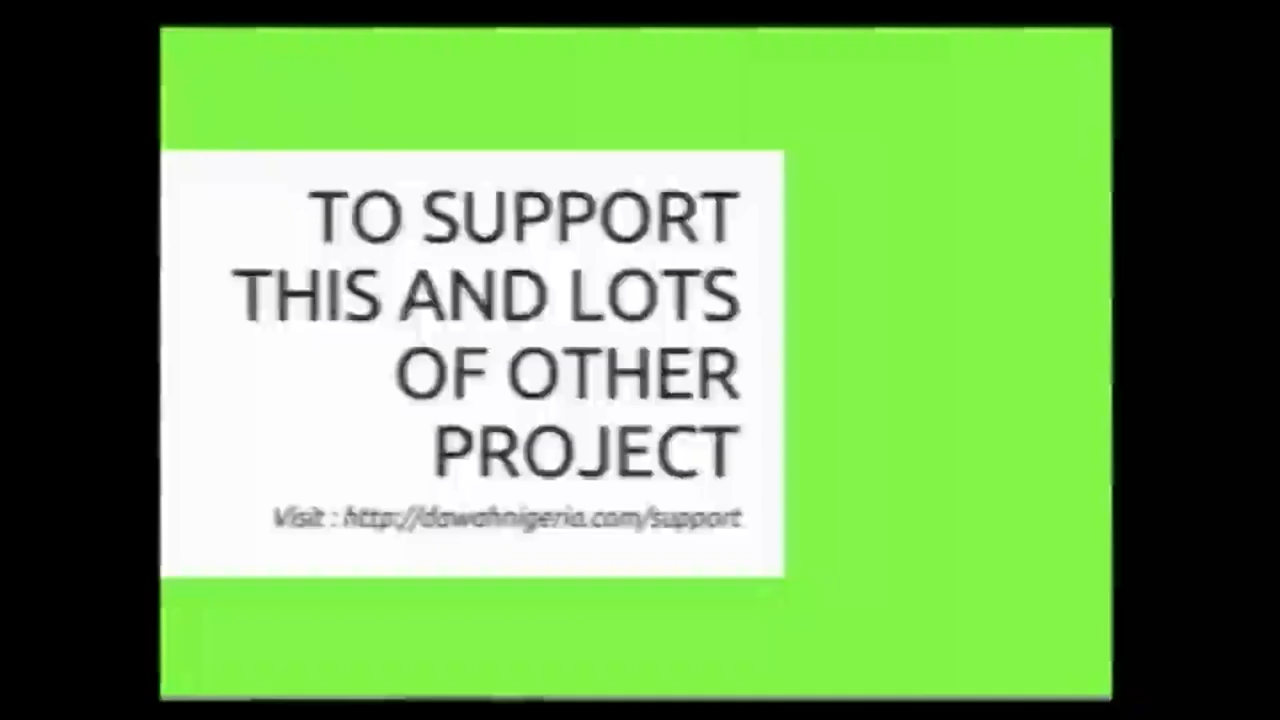 TO SUPPORT
THIS AND LOTS
OF OTHER
PROJECT
Visit : http://dawahnigeria.com/support